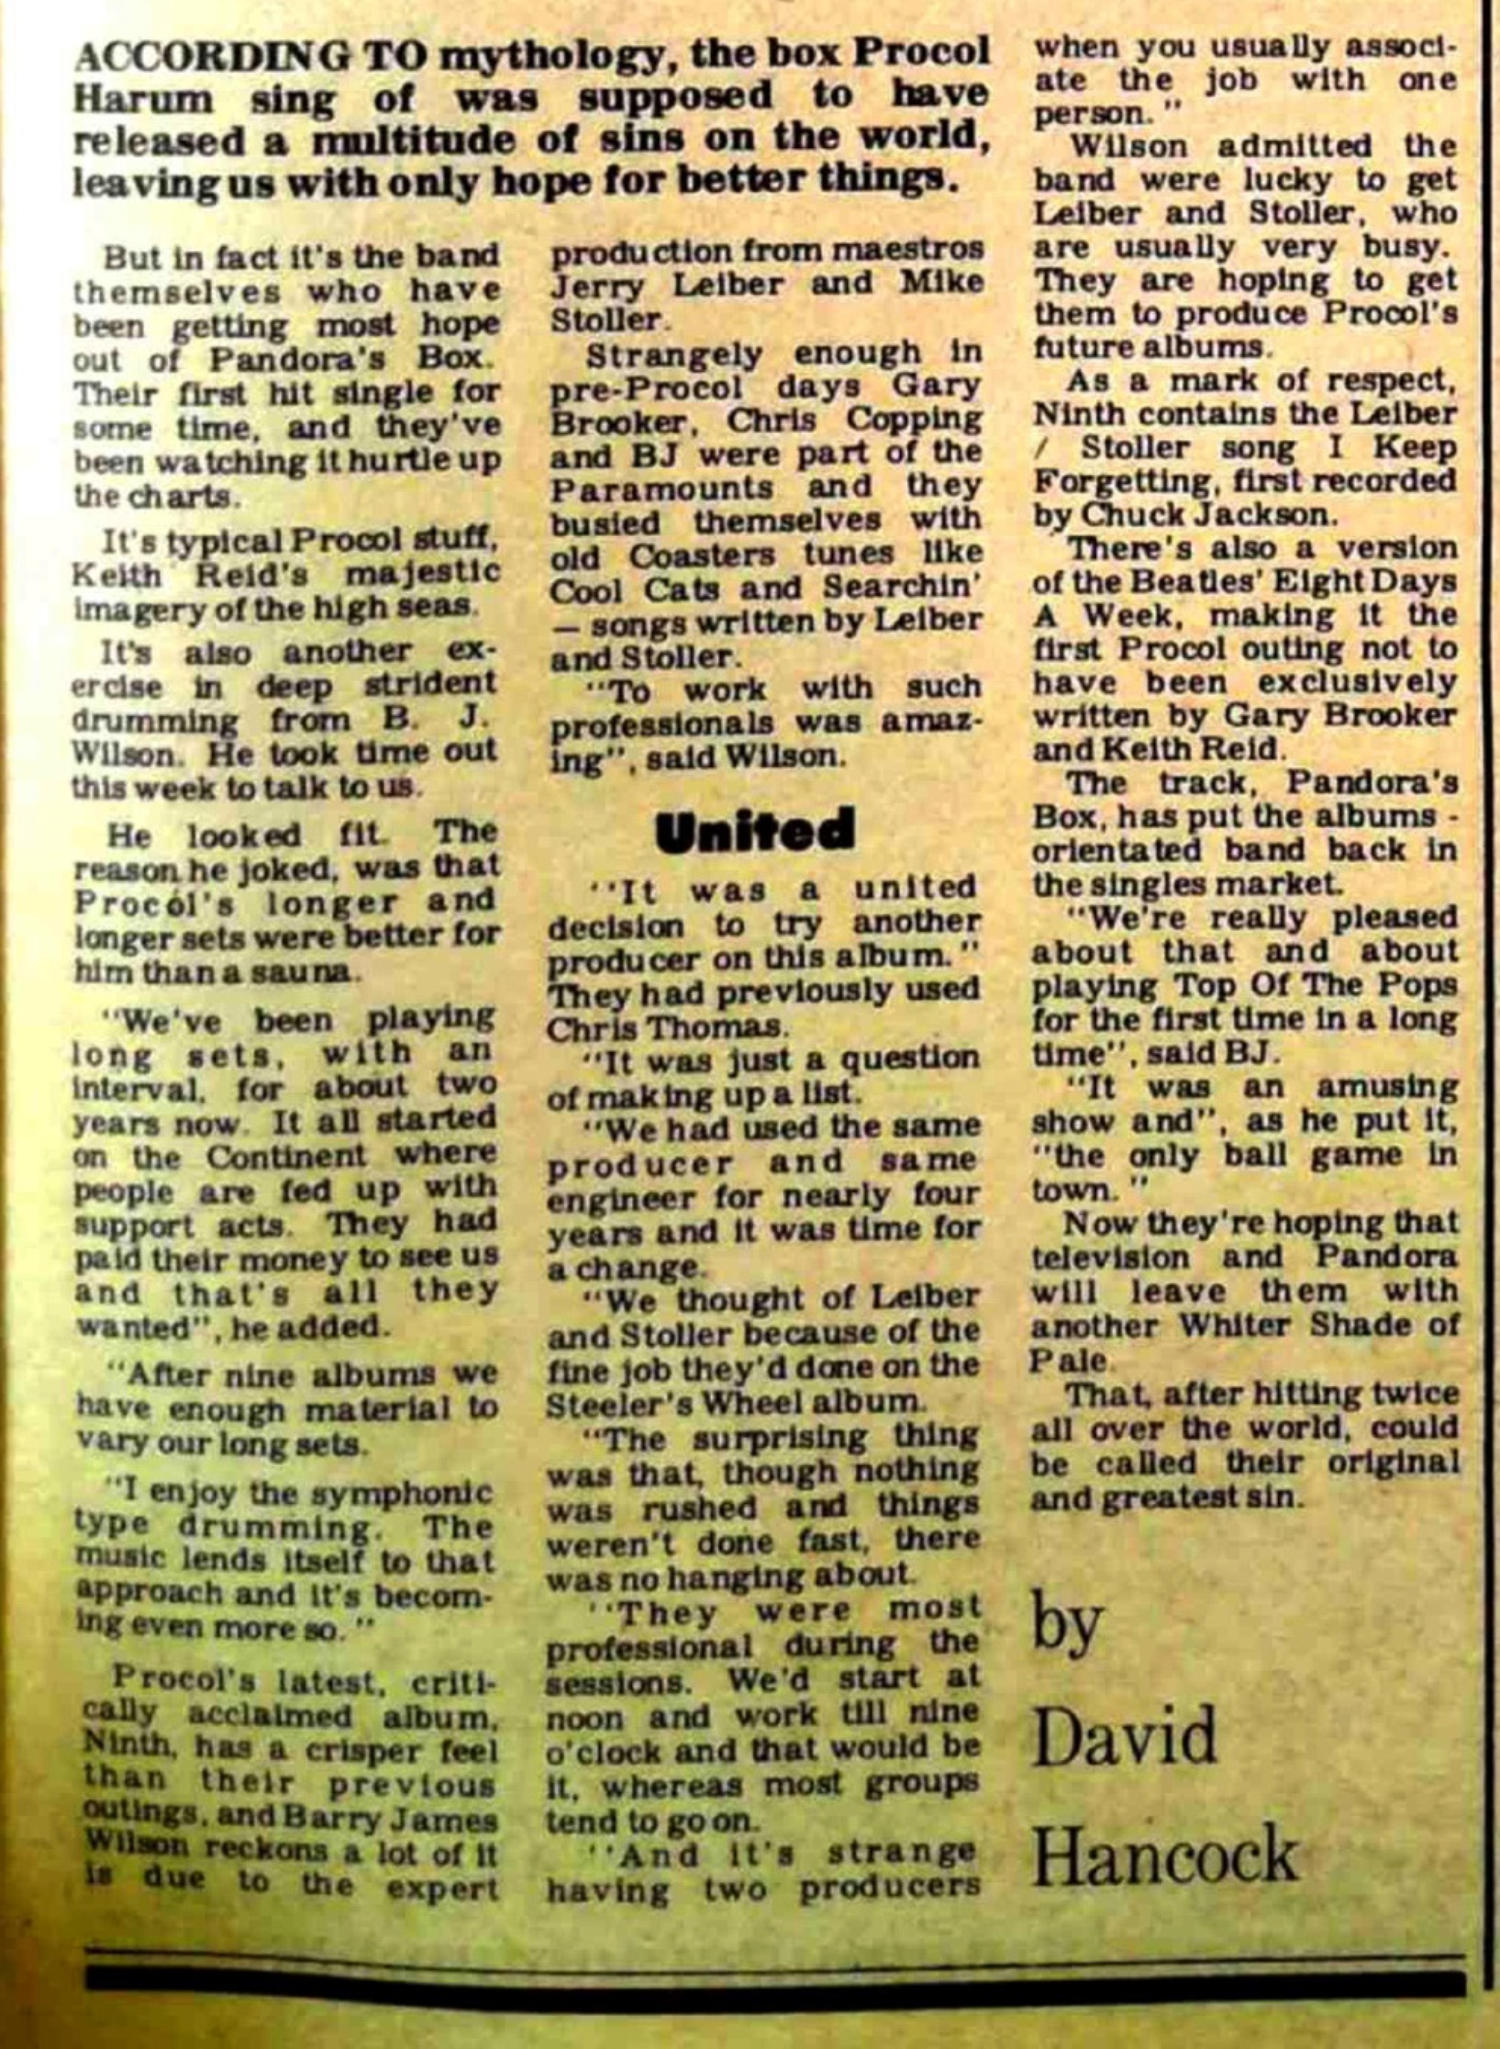 ACCORDING TO mythology, the box Procol
Harum sing of was supposed to have
released a multitude of sins on the world,
leaving us with only hope for better things.
But in fact it's the band
themselves who have
been getting most hope
out of Pandora's Box.
Their first hit single for
some time, and they've
been watching it hurtle up
the charts.
It's typical Procol stuff,
Keith Reid's majestic
imagery of the high seas.
It's also another ex-
ercise in deep strident
drumming from B. J.
Wilson. He took time out
this week to talk to us.
He looked fit. The
reason he joked, was that
Procol's longer and
longer sets were better for
him than a sauna.
"We've been playing
long sets, with an
interval, for about two
years now. It all started
on the Continent where
people are fed up with
support acts. They had
paid their money to see us
and that's all they
wanted", he added.
"After nine albums we
have enough material to
vary our long sets.
"I enjoy the symphonic
type drumming. The
music lends itself to that
approach and it's becom-
ing even more so."
Procol's latest, criti-
cally acclaimed album,
Ninth, has a crisper feel
than their previous
outings, and Barry James
Wilson reckons a lot of it
is due to the expert
production from maestros
Jerry Leiber and Mike
Stoller.
Strangely enough in
pre-Procol days Gary
Brooker, Chris Copping
and BJ were part of the
Paramounts and they
busied themselves with
old Coasters tunes like
Cool Cats and Searchin'
— songs written by Leiber
and Stoller.
"To work with such
professionals was amaz-
ing", said Wilson.
United
"It was a united
decision to try another
producer on this album."
They had previously used
Chris Thomas.
"It was just a question
of making up a list.
"We had used the same
producer and same
engineer for nearly four
years and it was time for
a change.
"We thought of Leiber
and Stoller because of the
fine job they'd done on the
Steeler's Wheel album.
"The surprising thing
was that, though nothing
was rushed and things
weren't done fast, there
was no hanging about.
"They were most
professional during the
sessions. We'd start at
noon and work till nine
o'clock and that would be
it, whereas most groups
tend to go on.
"And it's strange
having two producers
when you usually associ-
ate the job with one
person."
Wilson admitted the
band were lucky to get
Leiber and Stoller, who
are usually very busy.
They are hoping to get
them to produce Procol's
future albums.
As a mark of respect,
Ninth contains the Leiber
/ Stoller song I Keep
Forgetting, first recorded
by Chuck Jackson.
There's also a version
of the Beatles' Eight Days
A Week, making it the
first Procol outing not to
have been exclusively
written by Gary Brooker
and Keith Reid.
The track, Pandora's
Box, has put the albums -
orientated band back in
the singles market.
"We're really pleased
about that and about
playing Top Of The Pops
for the first time in a long
time", said BJ.
"It was an amusing
show and", as he put it,
"the only ball game in
town."
Now they're hoping that
television and Pandora
will leave them with
another Whiter Shade of
Pale.
That, after hitting twice
all over the world, could
be called their original
and greatest sin.
by
David
Hancock